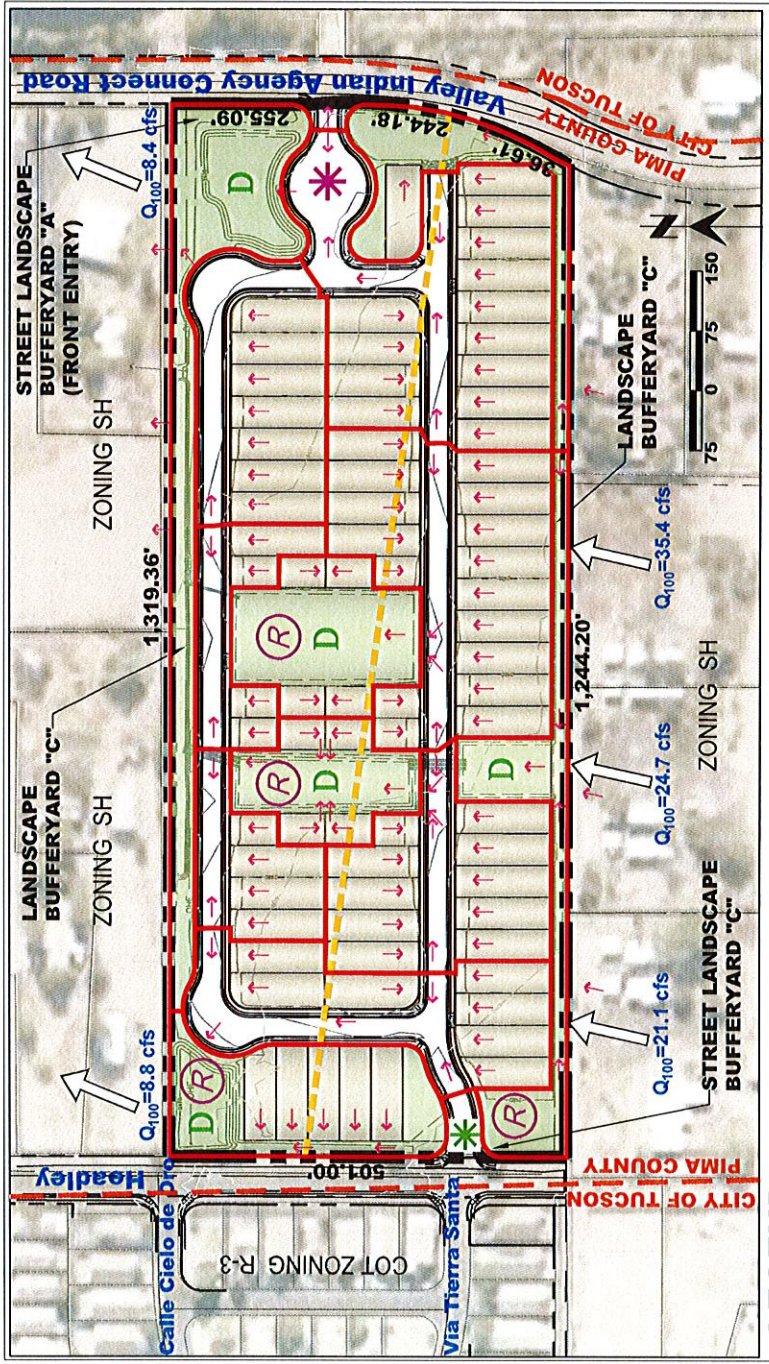 Valley Indian Agency Connect Road
CITY OF TUCSON
PIMA COUNTY
STREET LANDSCAPE
BUFFERYARD "A"
(FRONT ENTRY)
Q100=8.4 cfs
255.09'
244.18'
36.61'
ZONING SH
1,319.36'
LANDSCAPE
BUFFERYARD "C"
ZONING SH
Q100=8.8 cfs
D
R
D
R
D
D
R
D
R
LANDSCAPE
BUFFERYARD "C"
N
75
0
75
150
Q100=35.4 cfs
1,244.20'
ZONING SH
Q100=24.7 cfs
Q100=21.1 cfs
STREET LANDSCAPE
BUFFERYARD "C"
501.00'
Headley
Calle Cielo de Oro
Via Tierra Santa
COT ZONING R-3
PIMA COUNTY
CITY OF TUCSON